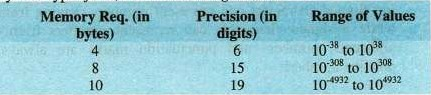 Memory Req. (in bytes) Precision (in digits) Range of Values
4 6 10-38 to 1038
8 15 10-308 to 10308
10 19 10-4932 to 104932